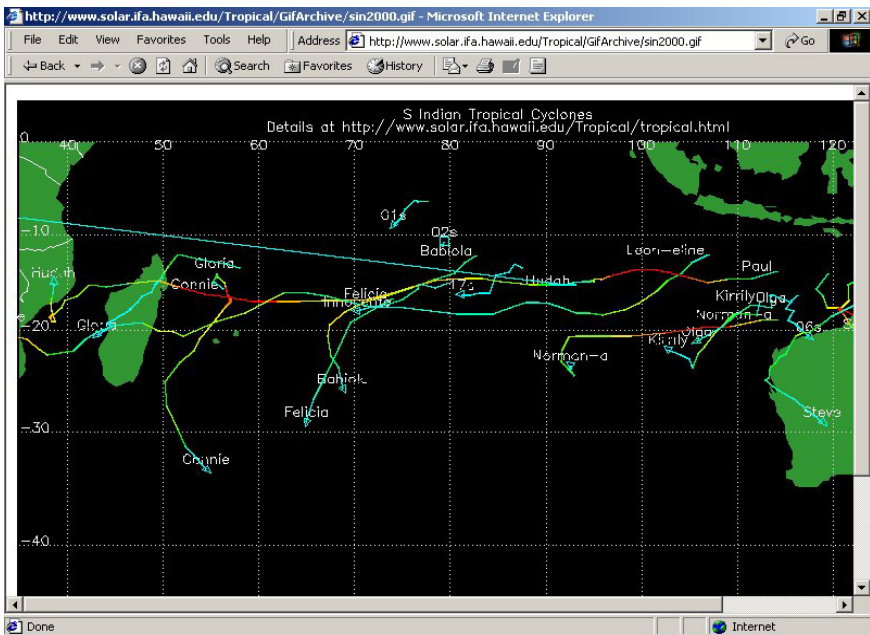 http://www.solar.ifa.hawaii.edu/Tropical/GifArchive/sin2000.gif - Microsoft Internet Explorer
File Edit View Favorites Tools Help Address http://www.solar.ifa.hawaii.edu/Tropical/GifArchive/sin2000.gif Go
Back Search Favorites History
S Indian Tropical Cyclones
Details at http://www.solar.ifa.hawaii.edu/Tropical/tropical.html
0 40 50 60 70 80 90 100 110 120
01s
-10 02s
Babiola Leon-eline
Gloria Paul
Hudah Connie Felicia 17s Hudah
Innocente Kirrily Olga
-20 Gloria Norman-a 06s
Olga
Kirrily
Norman-a
Babiola
Felicia Steve
-30
Connie
-40
Done Internet